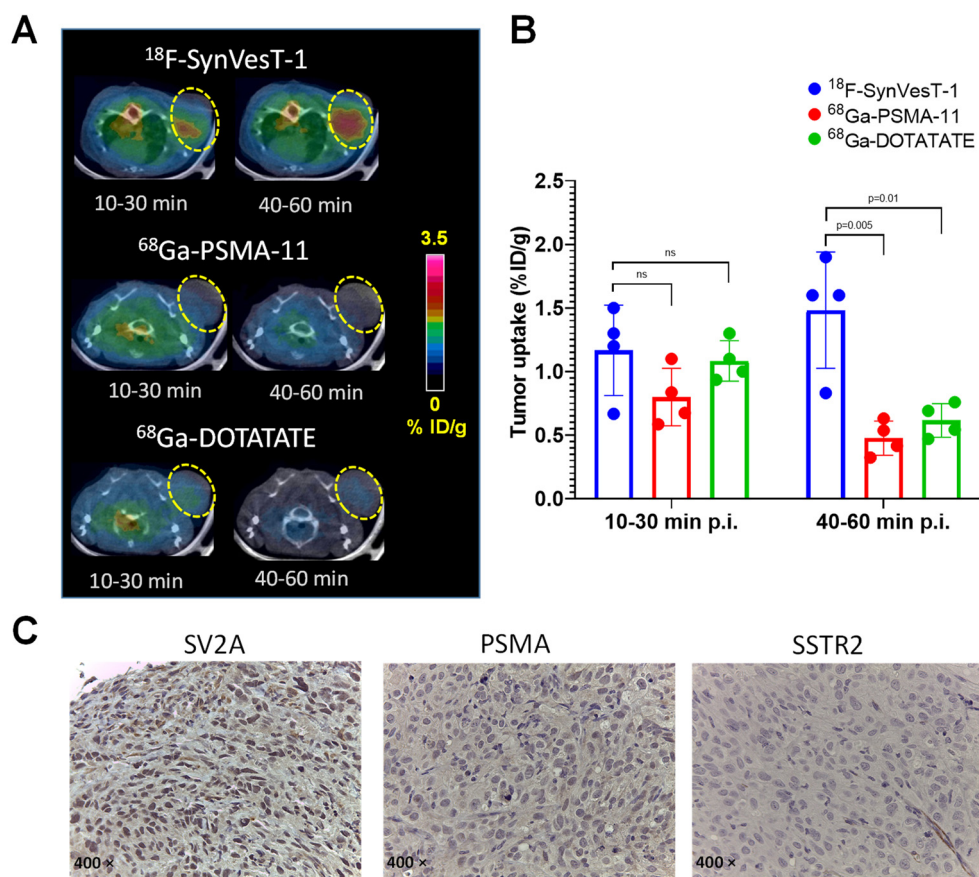 A
¹⁸F-SynVesT-1
10-30 min
40-60 min
⁶⁸Ga-PSMA-11
10-30 min
40-60 min
⁶⁸Ga-DOTATATE
10-30 min
40-60 min
3.5
0
% ID/g
B
¹⁸F-SynVesT-1
⁶⁸Ga-PSMA-11
⁶⁸Ga-DOTATATE
Tumor uptake (%ID/g)
2.5
2.0
1.5
1.0
0.5
0.0
ns
ns
p=0.01
p=0.005
10-30 min p.i.
40-60 min p.i.
C
SV2A
PSMA
SSTR2
400 ×
400 ×
400 ×